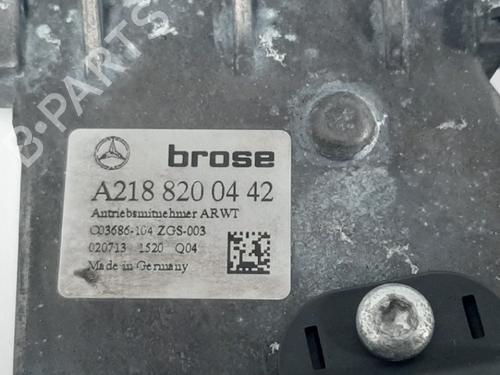 B-PARTS
brose
A218 820 04 42
Antriebsmitnehmer ARWT
C03686-104 ZGS-003
020713 1520 Q04
Made in Germany